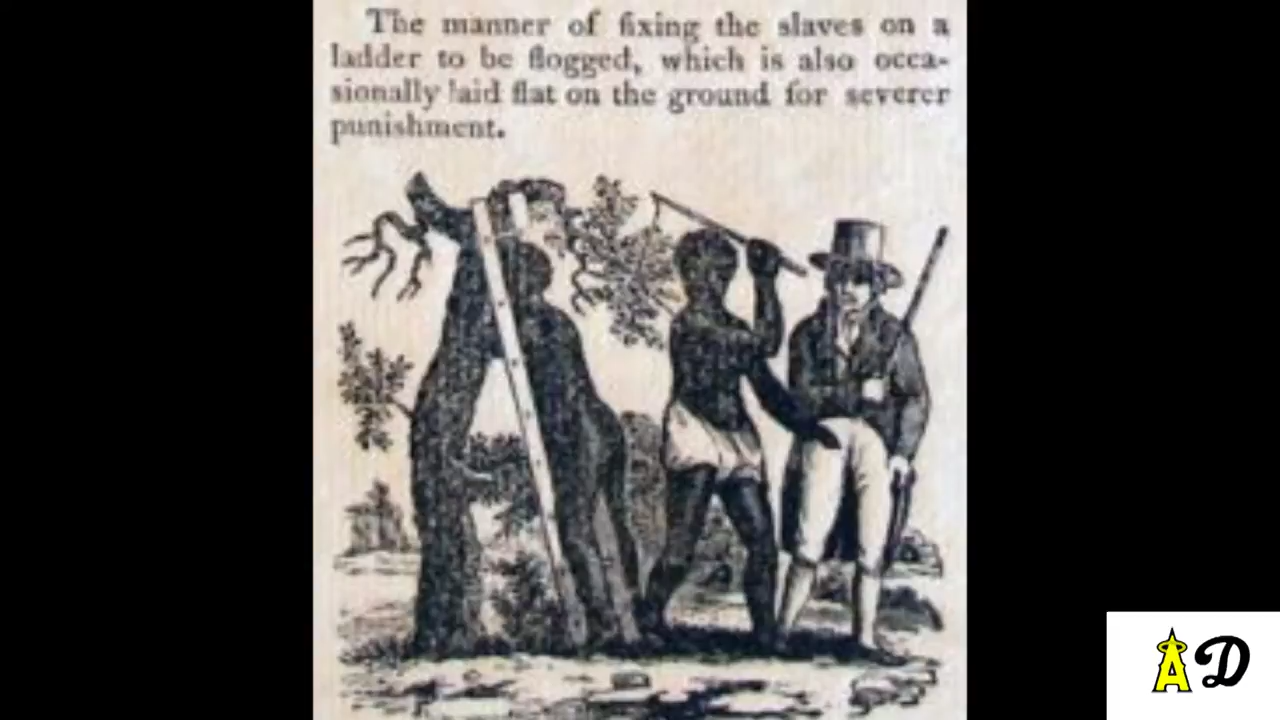 The manner of fixing the slaves on a
ladder to be flogged, which is also occa-
sionally laid flat on the ground for severer
punishment.
A D